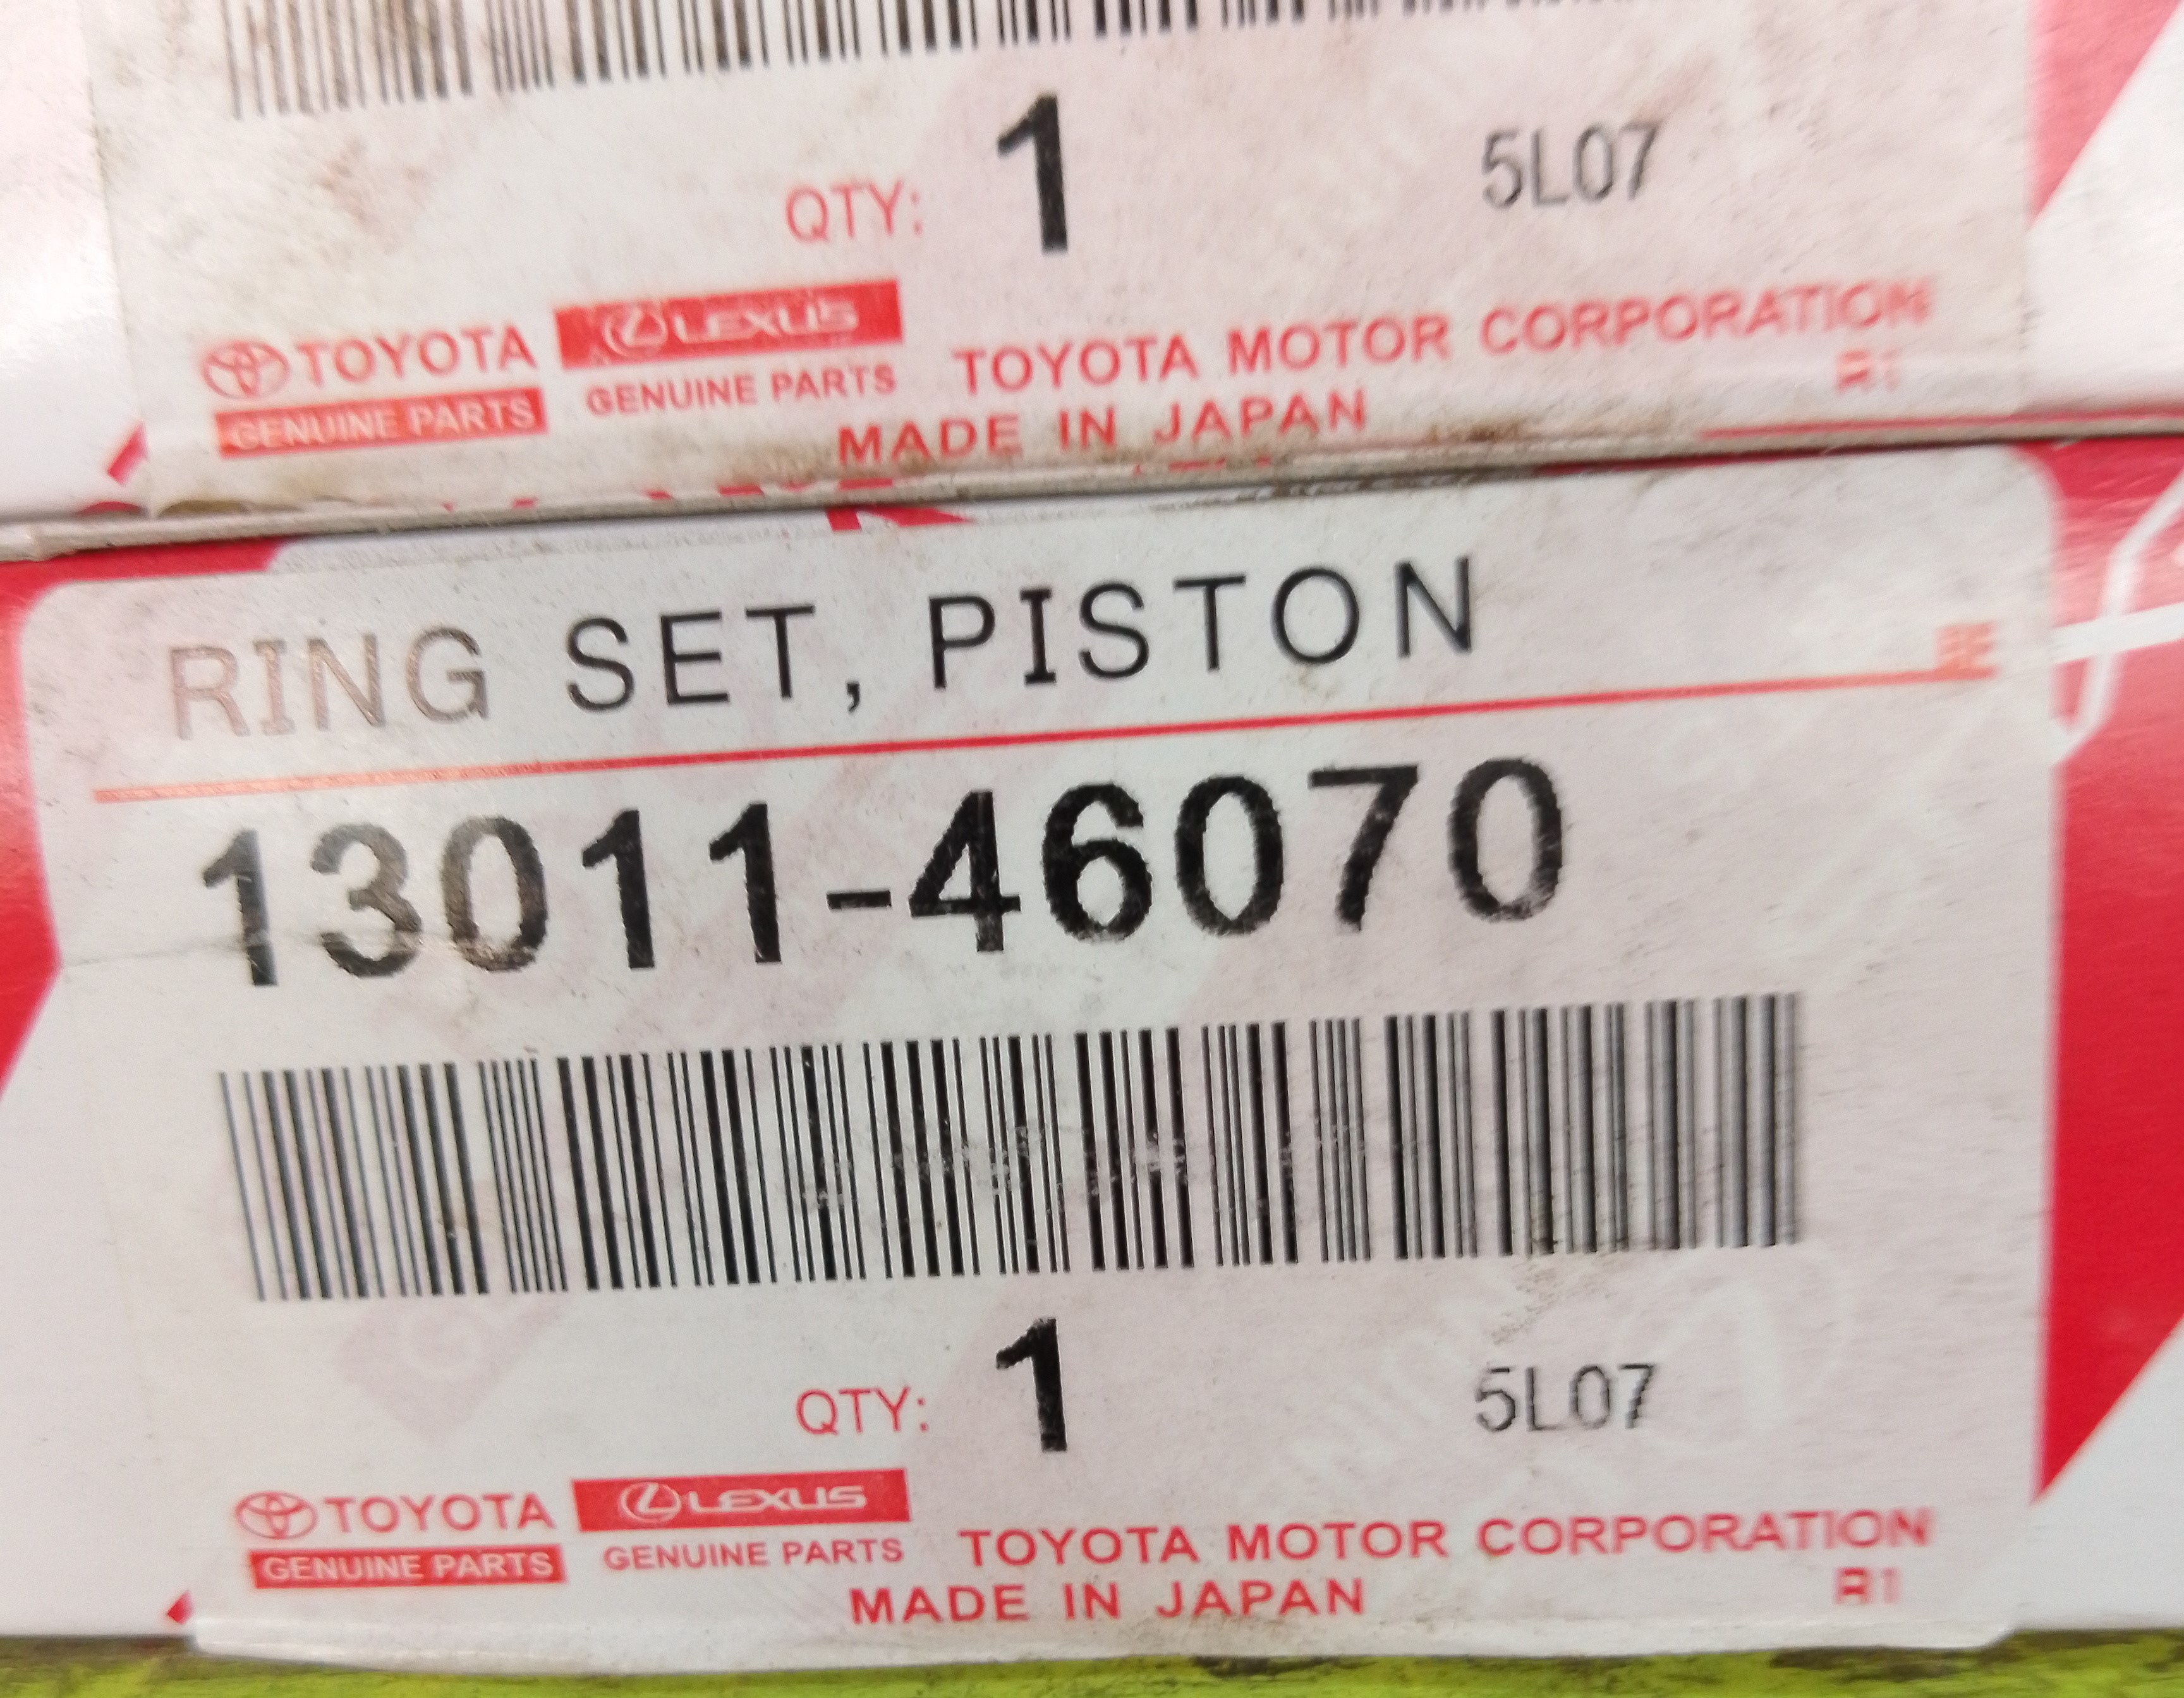 QTY: 1 5L07
TOYOTA LEXUS
GENUINE PARTS GENUINE PARTS TOYOTA MOTOR CORPORATION
R1
MADE IN JAPAN
RING SET, PISTON
RE
13011-46070
QTY: 1 5L07
TOYOTA LEXUS
GENUINE PARTS GENUINE PARTS TOYOTA MOTOR CORPORATION
MADE IN JAPAN R1